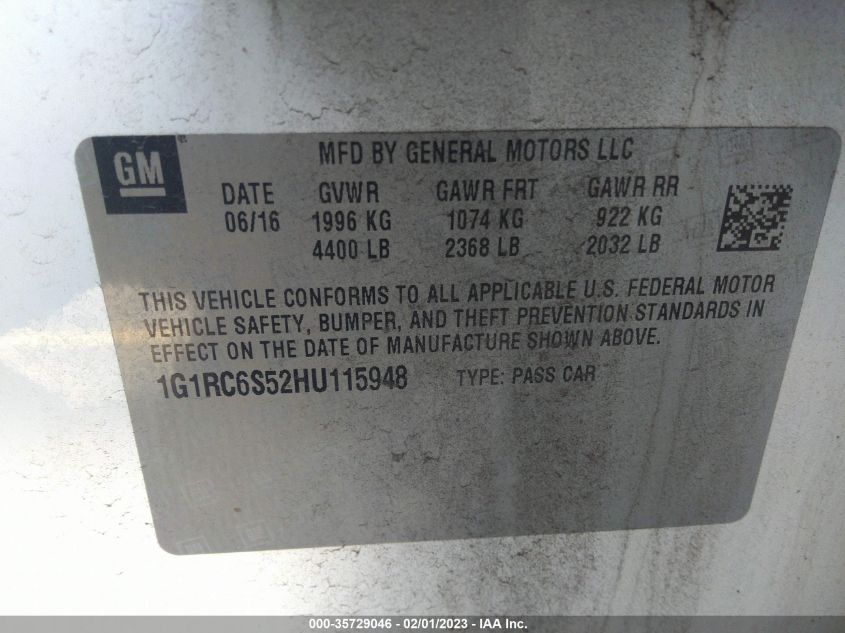 GM
MFD BY GENERAL MOTORS LLC
DATE GVWR GAWR FRT GAWR RR
06/16 1996 KG 1074 KG 922 KG
4400 LB 2368 LB 2032 LB
THIS VEHICLE CONFORMS TO ALL APPLICABLE U.S. FEDERAL MOTOR
VEHICLE SAFETY, BUMPER, AND THEFT PREVENTION STANDARDS IN
EFFECT ON THE DATE OF MANUFACTURE SHOWN ABOVE.
1G1RC6S52HU115948 TYPE: PASS CAR
000-35729046 - 02/01/2023 - ©IAA, LLC